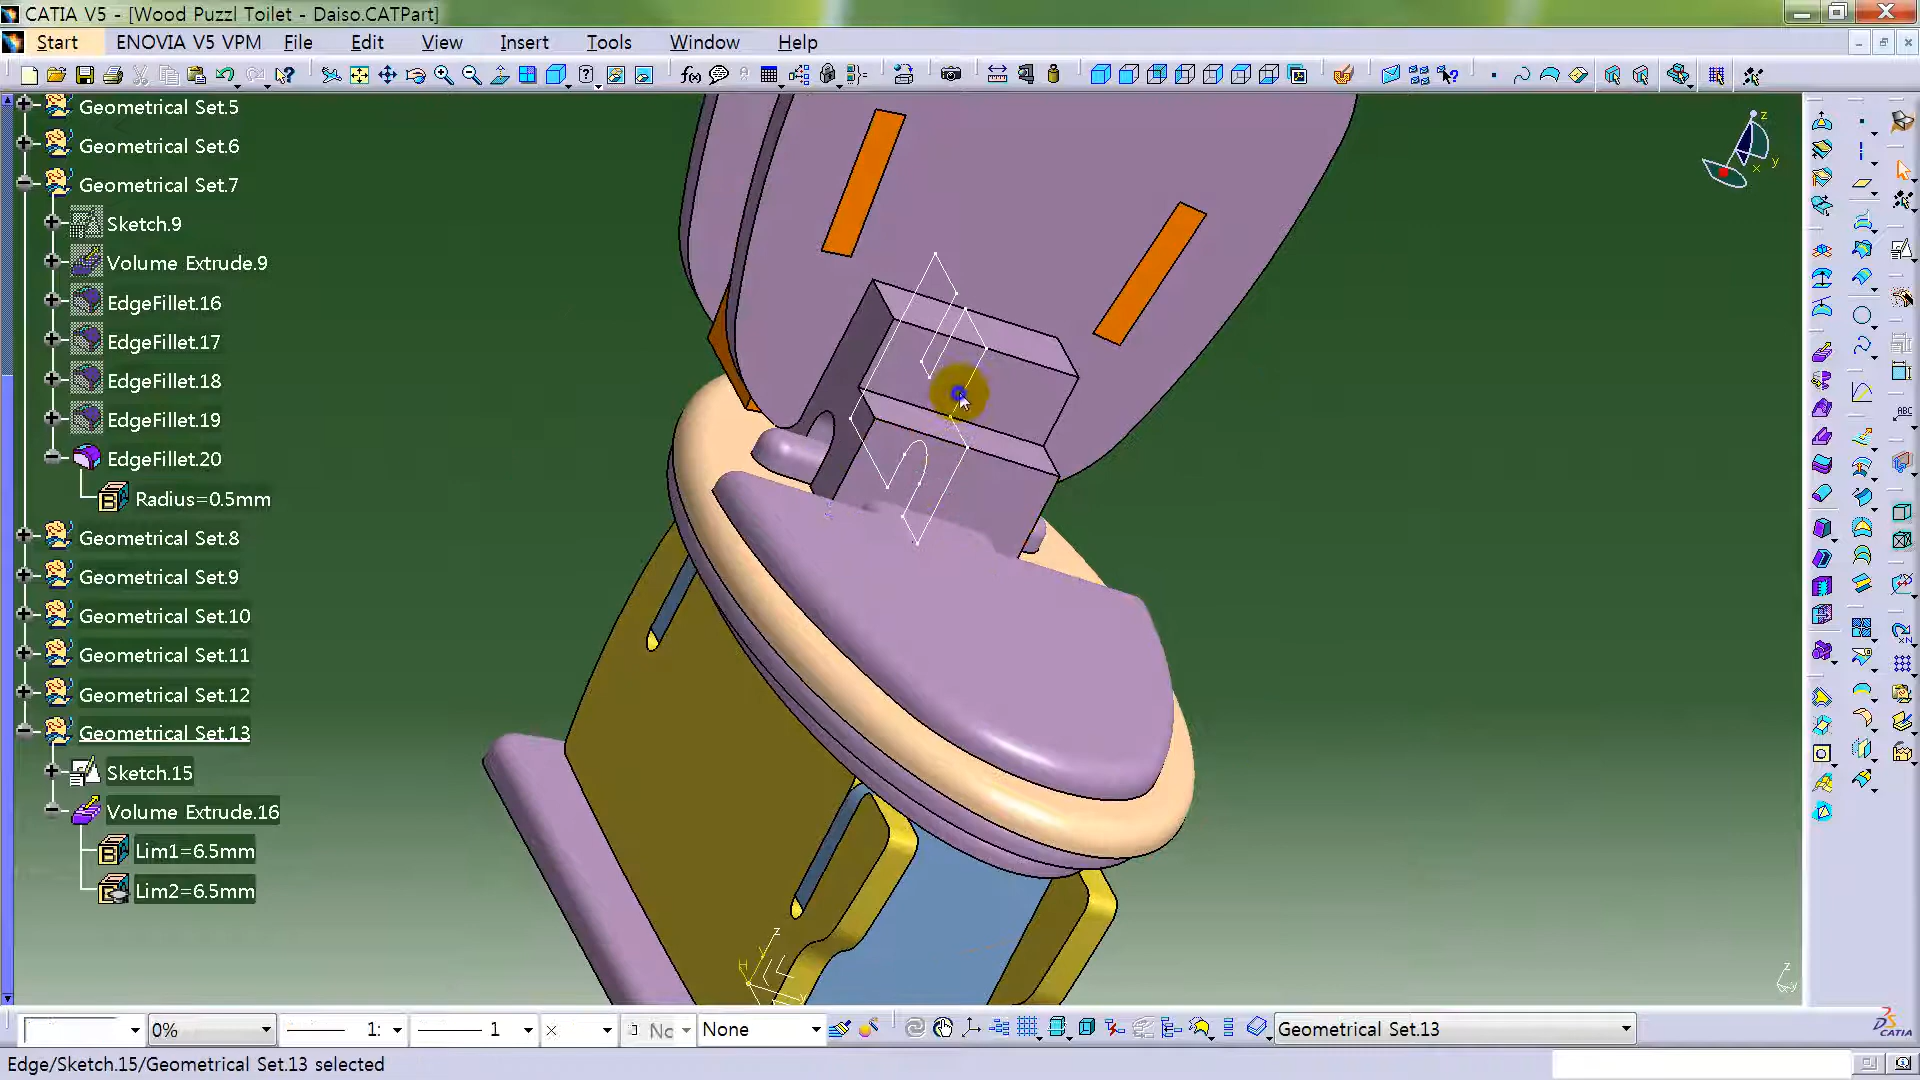 CATIA V5 - [Wood Puzzl Toilet - Daiso.CATPart]
Start ENOVIA V5 VPM File Edit View Insert Tools Window Help
Geometrical Set.5
Geometrical Set.6
Geometrical Set.7
Sketch.9
Volume Extrude.9
EdgeFillet.16
EdgeFillet.17
EdgeFillet.18
EdgeFillet.19
EdgeFillet.20
Radius=0.5mm
Geometrical Set.8
Geometrical Set.9
Geometrical Set.10
Geometrical Set.11
Geometrical Set.12
Geometrical Set.13
Sketch.15
Volume Extrude.16
Lim1=6.5mm
Lim2=6.5mm
z
y
x
z
H
ABC
0% 1: 1 × Nc None Geometrical Set.13
CATIA
Edge/Sketch.15/Geometrical Set.13 selected